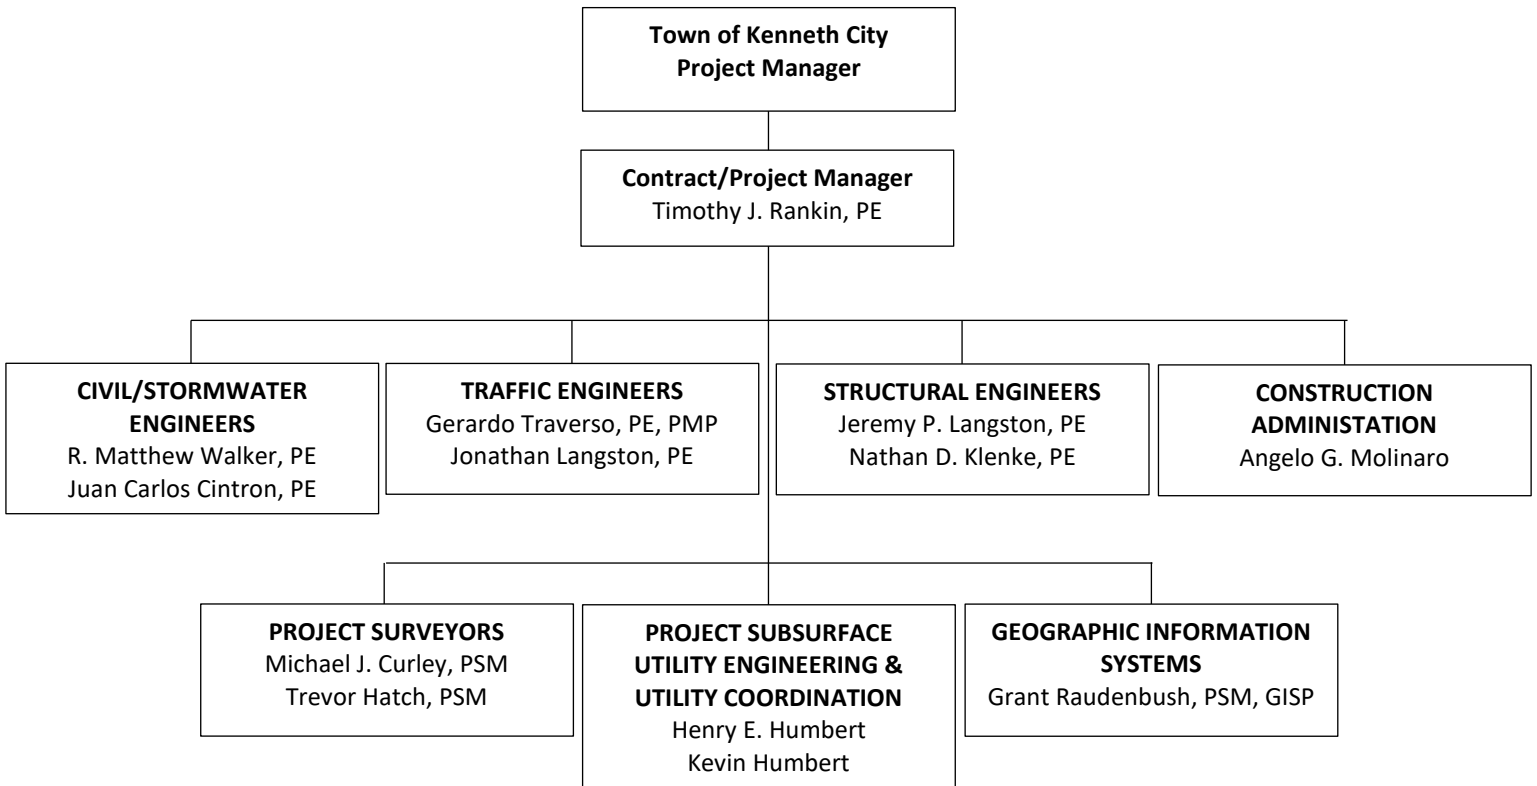 Town of Kenneth City
Project Manager
Contract/Project Manager
Timothy J. Rankin, PE
CIVIL/STORMWATER
ENGINEERS
R. Matthew Walker, PE
Juan Carlos Cintron, PE
TRAFFIC ENGINEERS
Gerardo Traverso, PE, PMP
Jonathan Langston, PE
STRUCTURAL ENGINEERS
Jeremy P. Langston, PE
Nathan D. Klenke, PE
CONSTRUCTION
ADMINISTATION
Angelo G. Molinaro
PROJECT SURVEYORS
Michael J. Curley, PSM
Trevor Hatch, PSM
PROJECT SUBSURFACE
UTILITY ENGINEERING &
UTILITY COORDINATION
Henry E. Humbert
Kevin Humbert
GEOGRAPHIC INFORMATION
SYSTEMS
Grant Raudenbush, PSM, GISP